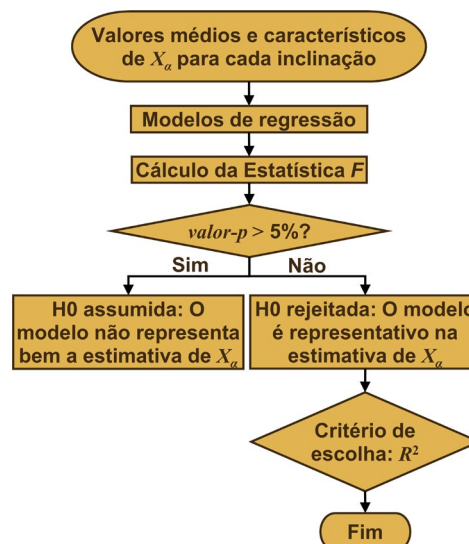 Valores médios e característicos
de Xα para cada inclinação
Modelos de regressão
Cálculo da Estatística F
valor-p > 5%?
Sim
Não
H0 assumida: O
modelo não representa
bem a estimativa de Xα
H0 rejeitada: O modelo
é representativo na
estimativa de Xα
Critério de
escolha: R²
Fim